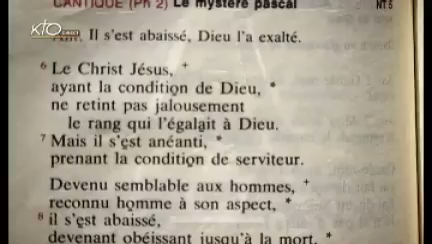 CANTIQUE (Ph 2) Le mystère pascal NT 5
KTO
DIRECT
Il s'est abaissé, Dieu l'a exalté.
6 Le Christ Jésus, +
ayant la condition de Dieu, *
ne retint pas jalousement
le rang qui l'égalait à Dieu.
7 Mais il s'est anéanti, *
prenant la condition de serviteur.
Devenu semblable aux hommes, +
reconnu homme à son aspect, *
8 il s'est abaissé,
devenant obéissant jusqu'à la mort, *